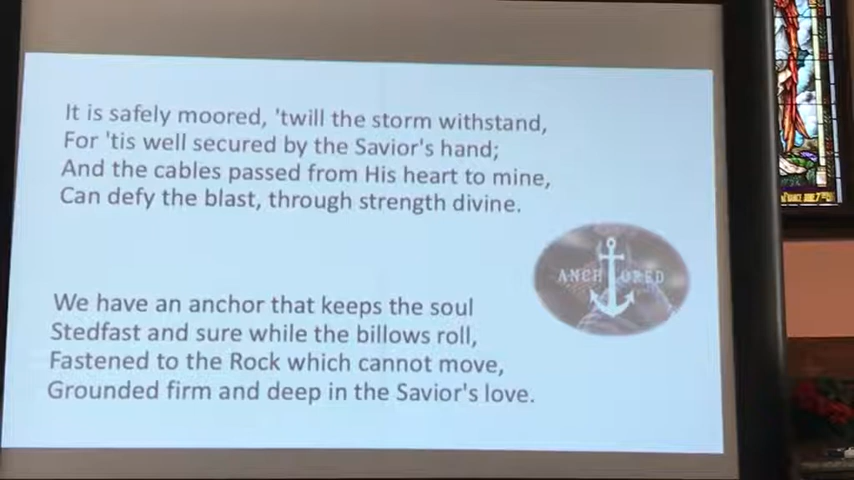 It is safely moored, 'twill the storm withstand,
For 'tis well secured by the Savior's hand;
And the cables passed from His heart to mine,
Can defy the blast, through strength divine.
ANCHORED
We have an anchor that keeps the soul
Stedfast and sure while the billows roll,
Fastened to the Rock which cannot move,
Grounded firm and deep in the Savior's love.